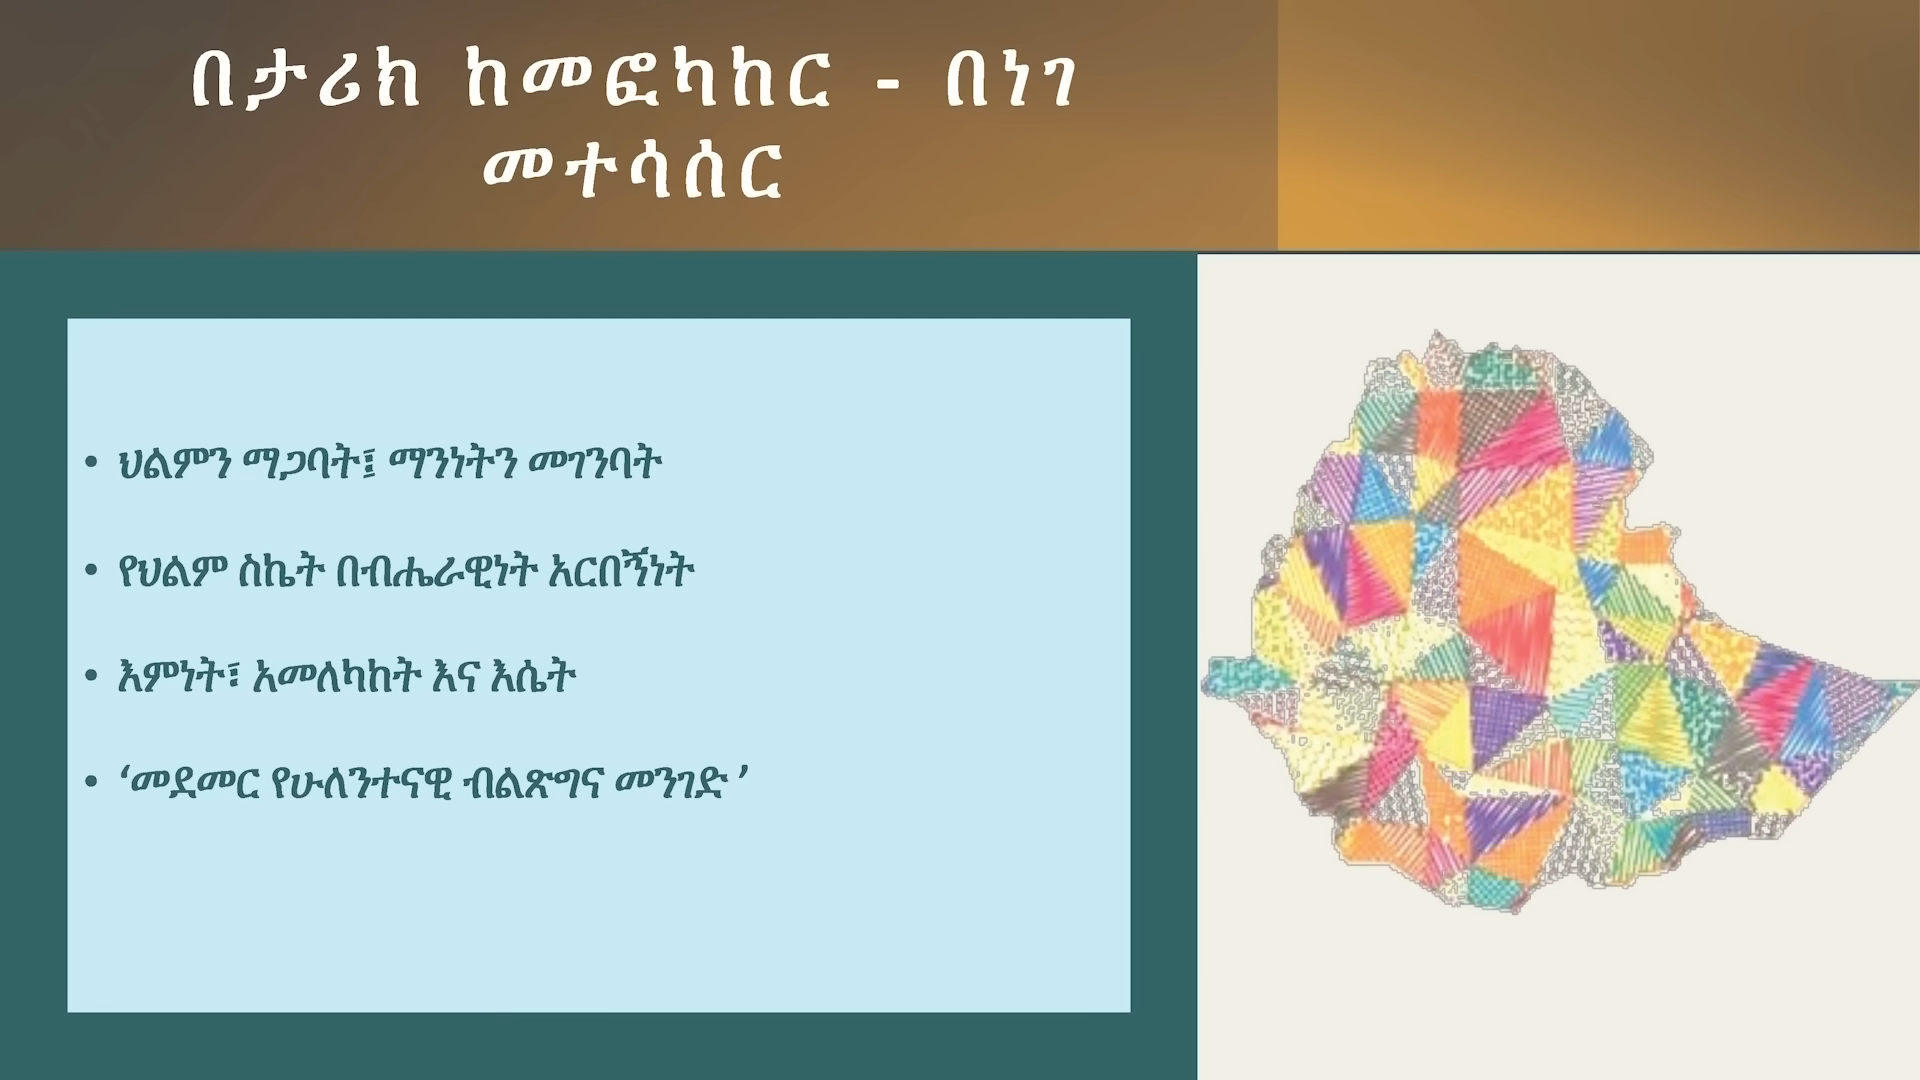 በታሪክ ከመፎካከር - በነገ
መተሳሰር
• ህልምን ማጋባት፤ ማንነትን መገንባት
• የህልም ስኬት በብሔራዊነት አርበኝነት
• እምነት፣ አመለካከት እና እሴት
• ‘መደመር የሁለንተናዊ ብልጽግና መንገድ ’